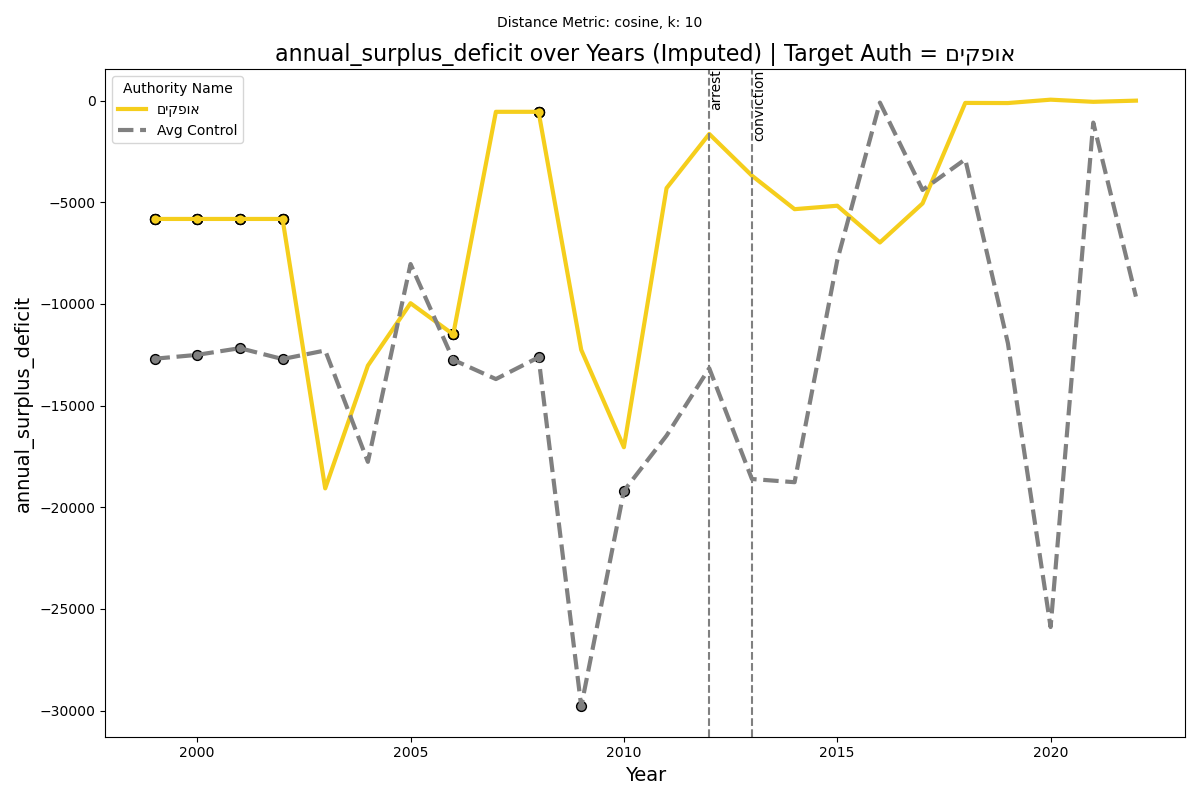 Distance Metric: cosine, k: 10
annual_surplus_deficit over Years (Imputed) | Target Auth = אופקים
Authority Name
אופקים
Avg Control
arrest
conviction
annual_surplus_deficit
0
−5000
−10000
−15000
−20000
−25000
−30000
2000
2005
2010
2015
2020
Year